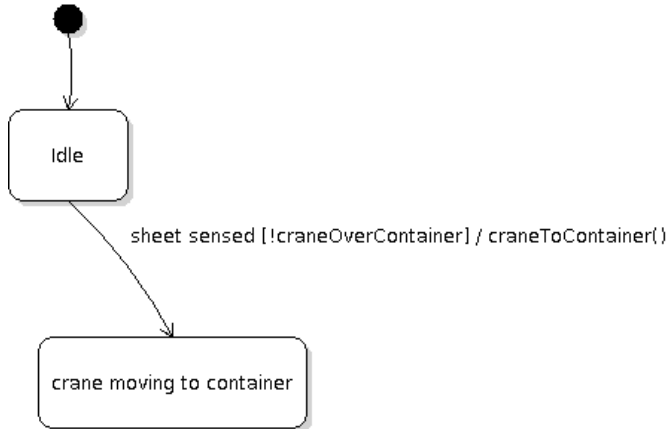 Idle
sheet sensed [!craneOverContainer] / craneToContainer()
crane moving to container